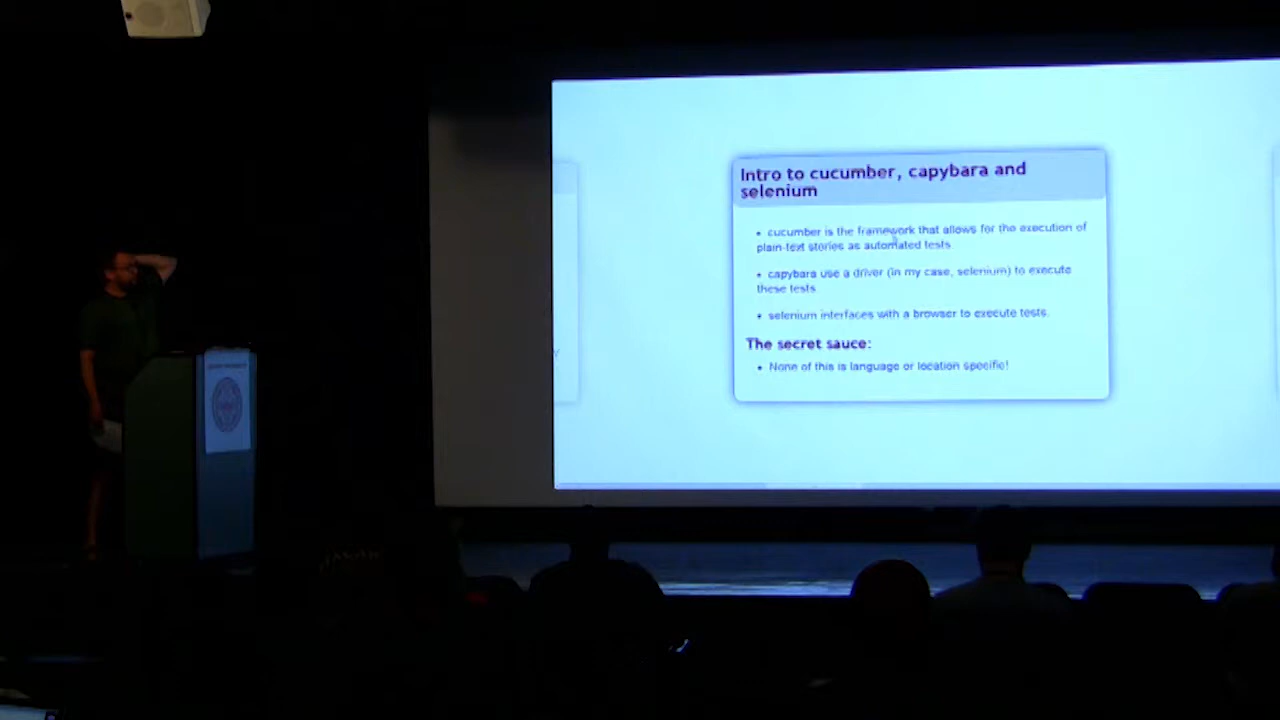 Intro to cucumber, capybara and
selenium
• cucumber is the framework that allows for the execution of
plain-text stories as automated tests.
• capybara use a driver (in my case, selenium) to execute
these tests
• selenium interfaces with a browser to execute tests.
The secret sauce:
• None of this is language or location specific!